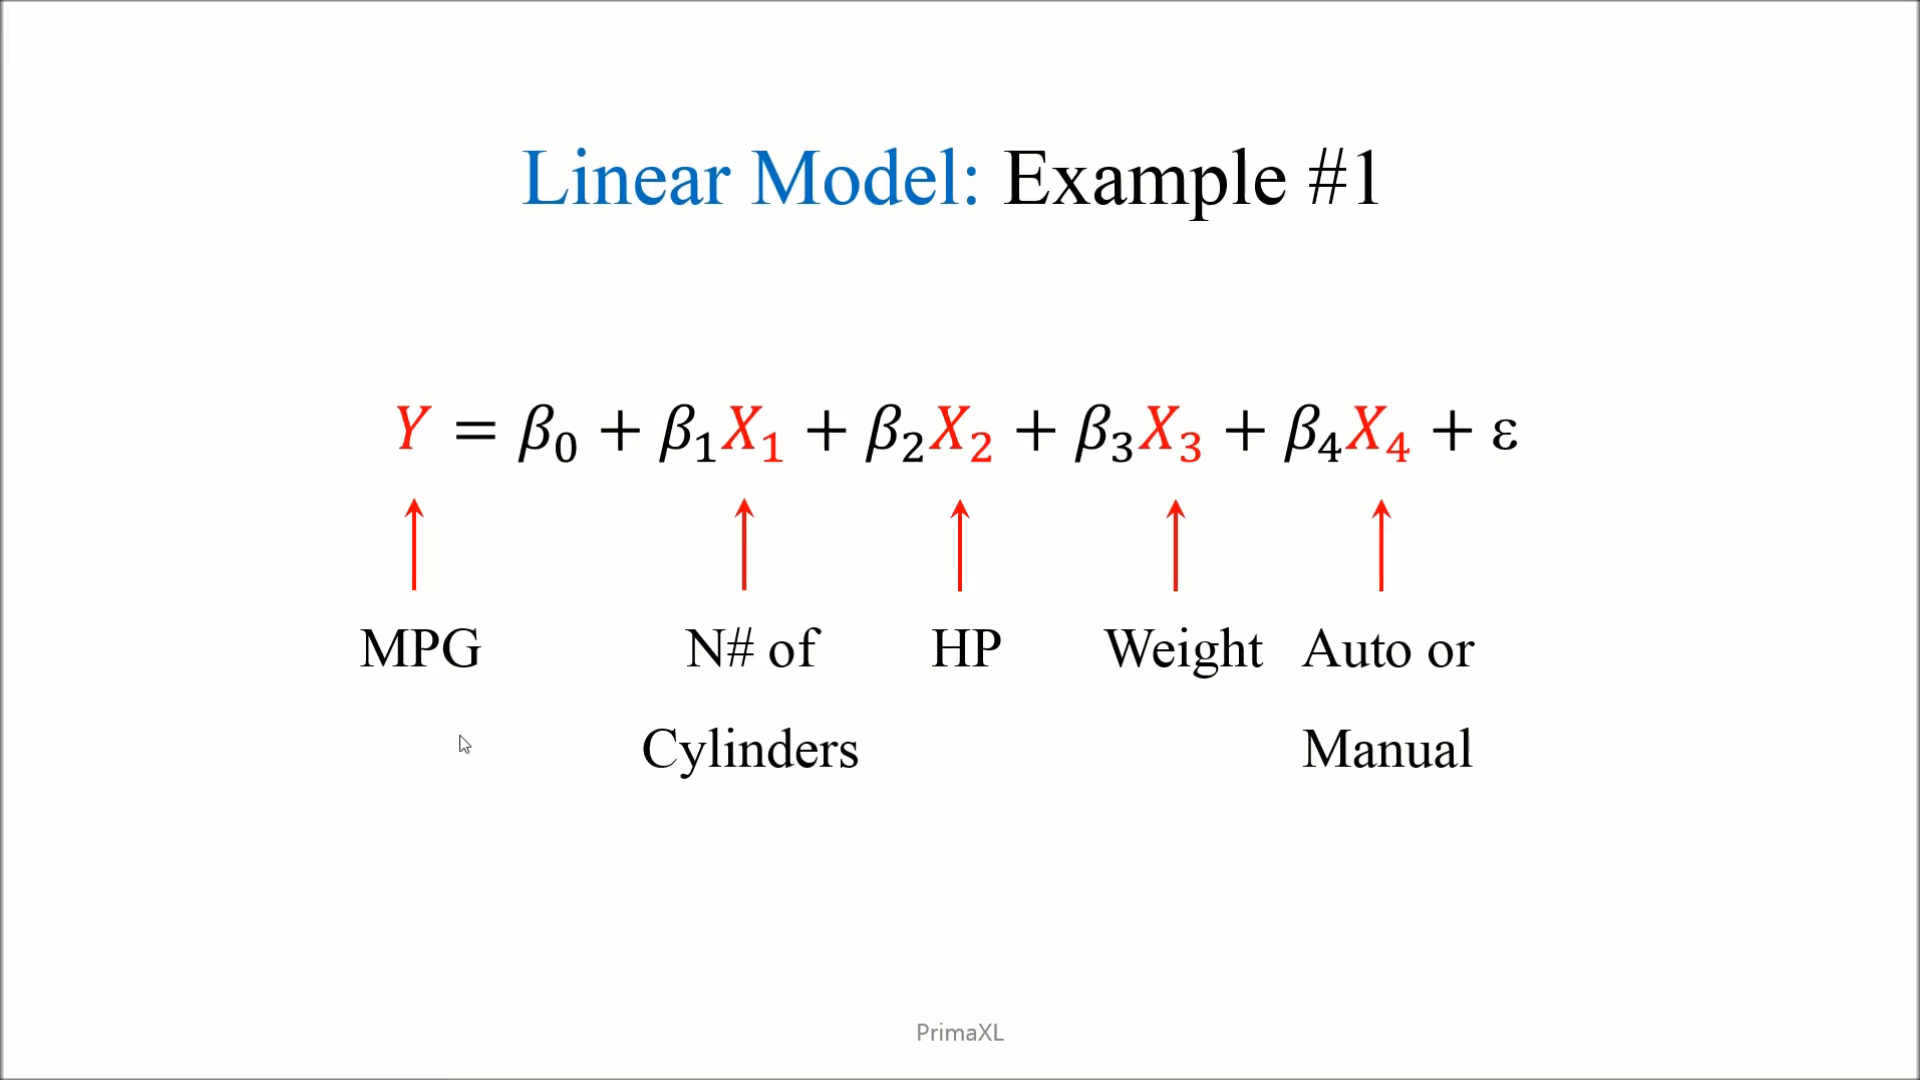 Linear Model: Example #1
Y = β₀ + β₁X₁ + β₂X₂ + β₃X₃ + β₄X₄ + ε
MPG N# of HP Weight Auto or
Cylinders Manual
PrimaXL